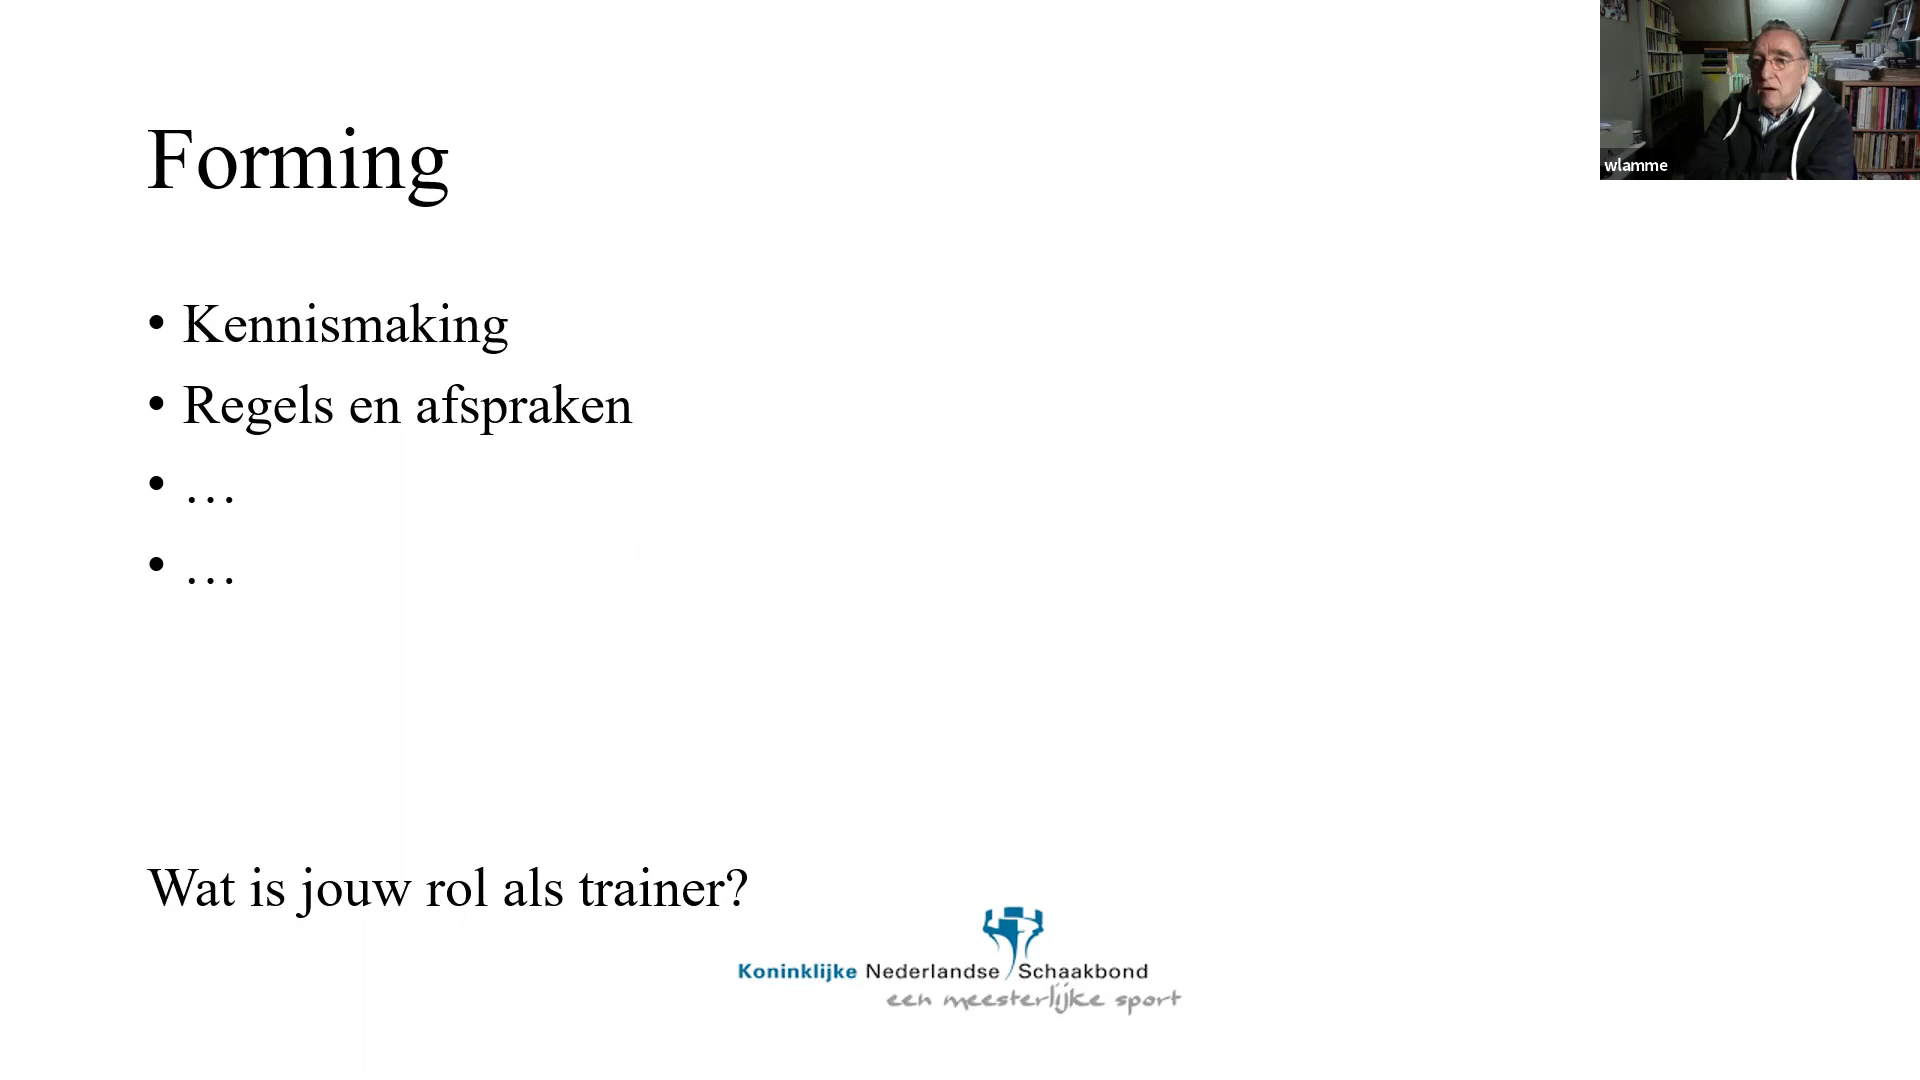 Forming
• Kennismaking
• Regels en afspraken
• …
• …
Wat is jouw rol als trainer?
Koninklijke Nederlandse Schaakbond
een meesterlijke sport
wlamme